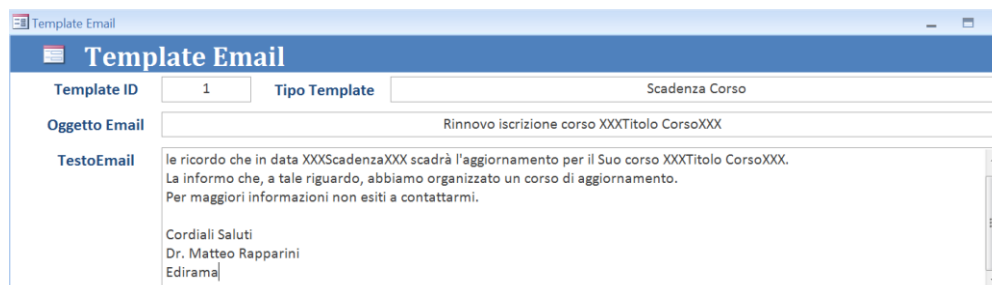 Template Email
Template Email
Template ID 1 Tipo Template Scadenza Corso
Oggetto Email Rinnovo iscrizione corso XXXTitolo CorsoXXX
TestoEmail le ricordo che in data XXXScadenzaXXX scadrà l'aggiornamento per il Suo corso XXXTitolo CorsoXXX.
La informo che, a tale riguardo, abbiamo organizzato un corso di aggiornamento.
Per maggiori informazioni non esiti a contattarmi.
Cordiali Saluti
Dr. Matteo Rapparini
Edirama